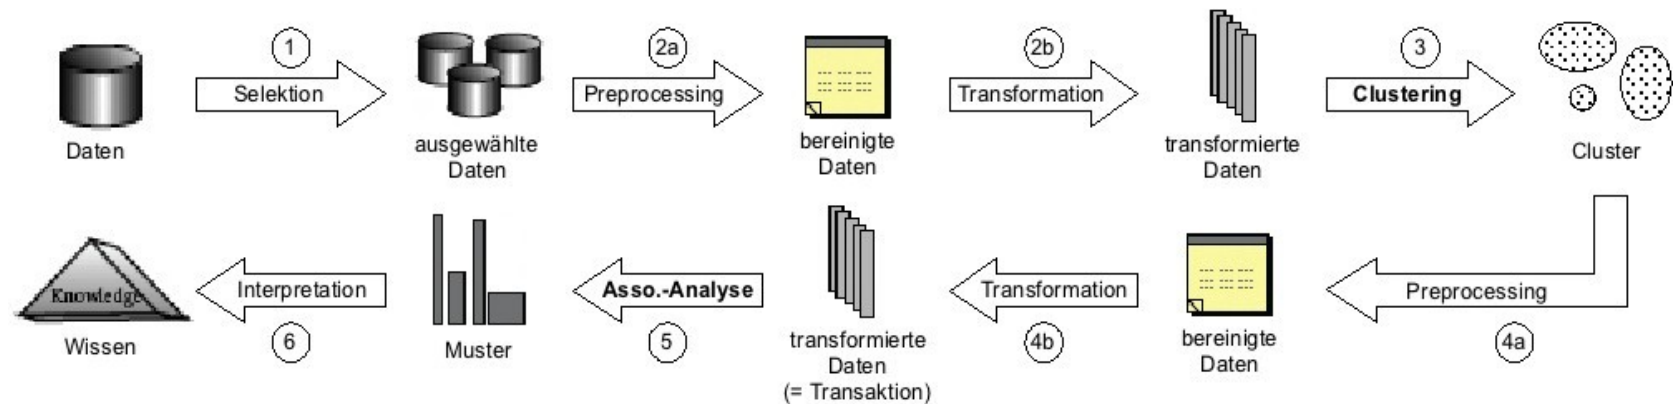 1
Selektion
2a
Preprocessing
2b
Transformation
3
Clustering
Daten
ausgewählte
Daten
bereinigte
Daten
transformierte
Daten
Cluster
Preprocessing
4a
bereinigte
Daten
Transformation
4b
transformierte
Daten
(= Transaktion)
Asso.-Analyse
5
Muster
Interpretation
6
Knowledge
Wissen